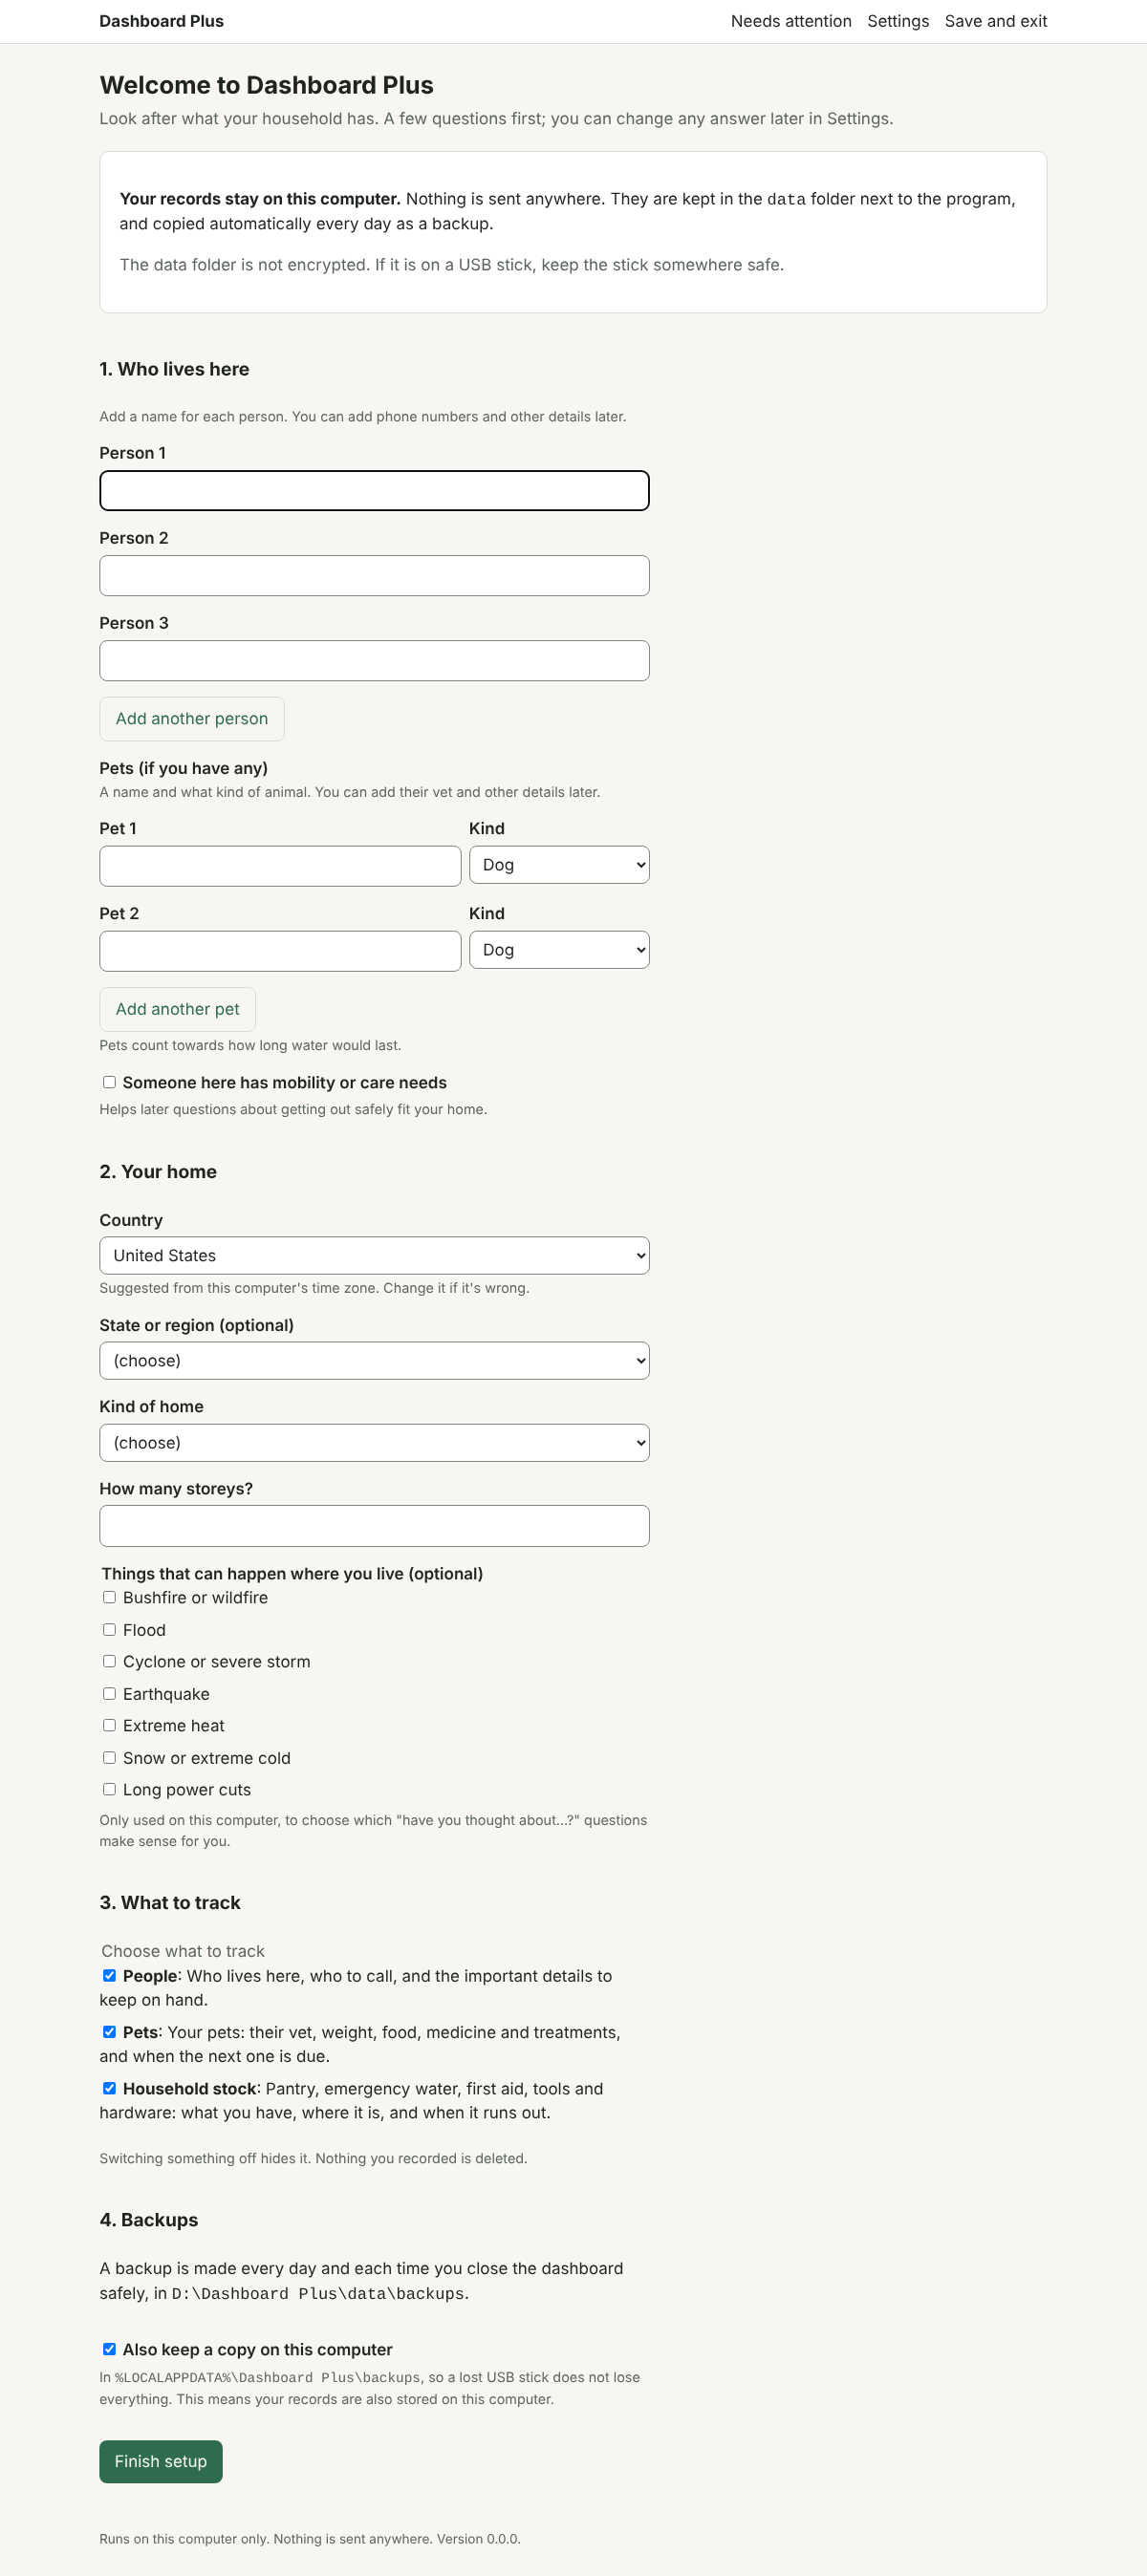 Dashboard Plus
Needs attention
Settings
Save and exit
Welcome to Dashboard Plus
Look after what your household has. A few questions first; you can change any answer later in Settings.
Your records stay on this computer. Nothing is sent anywhere. They are kept in the data folder next to the program,
and copied automatically every day as a backup.
The data folder is not encrypted. If it is on a USB stick, keep the stick somewhere safe.
1. Who lives here
Add a name for each person. You can add phone numbers and other details later.
Person 1
Person 2
Person 3
Add another person
Pets (if you have any)
A name and what kind of animal. You can add their vet and other details later.
Pet 1
Kind
Dog
Pet 2
Kind
Dog
Add another pet
Pets count towards how long water would last.
Someone here has mobility or care needs
Helps later questions about getting out safely fit your home.
2. Your home
Country
United States
Suggested from this computer's time zone. Change it if it's wrong.
State or region (optional)
(choose)
Kind of home
(choose)
How many storeys?
Things that can happen where you live (optional)
Bushfire or wildfire
Flood
Cyclone or severe storm
Earthquake
Extreme heat
Snow or extreme cold
Long power cuts
Only used on this computer, to choose which "have you thought about...?" questions
make sense for you.
3. What to track
Choose what to track
People: Who lives here, who to call, and the important details to
keep on hand.
Pets: Your pets: their vet, weight, food, medicine and treatments,
and when the next one is due.
Household stock: Pantry, emergency water, first aid, tools and
hardware: what you have, where it is, and when it runs out.
Switching something off hides it. Nothing you recorded is deleted.
4. Backups
A backup is made every day and each time you close the dashboard
safely, in D:\Dashboard Plus\data\backups.
Also keep a copy on this computer
In %LOCALAPPDATA%\Dashboard Plus\backups, so a lost USB stick does not lose
everything. This means your records are also stored on this computer.
Finish setup
Runs on this computer only. Nothing is sent anywhere. Version 0.0.0.